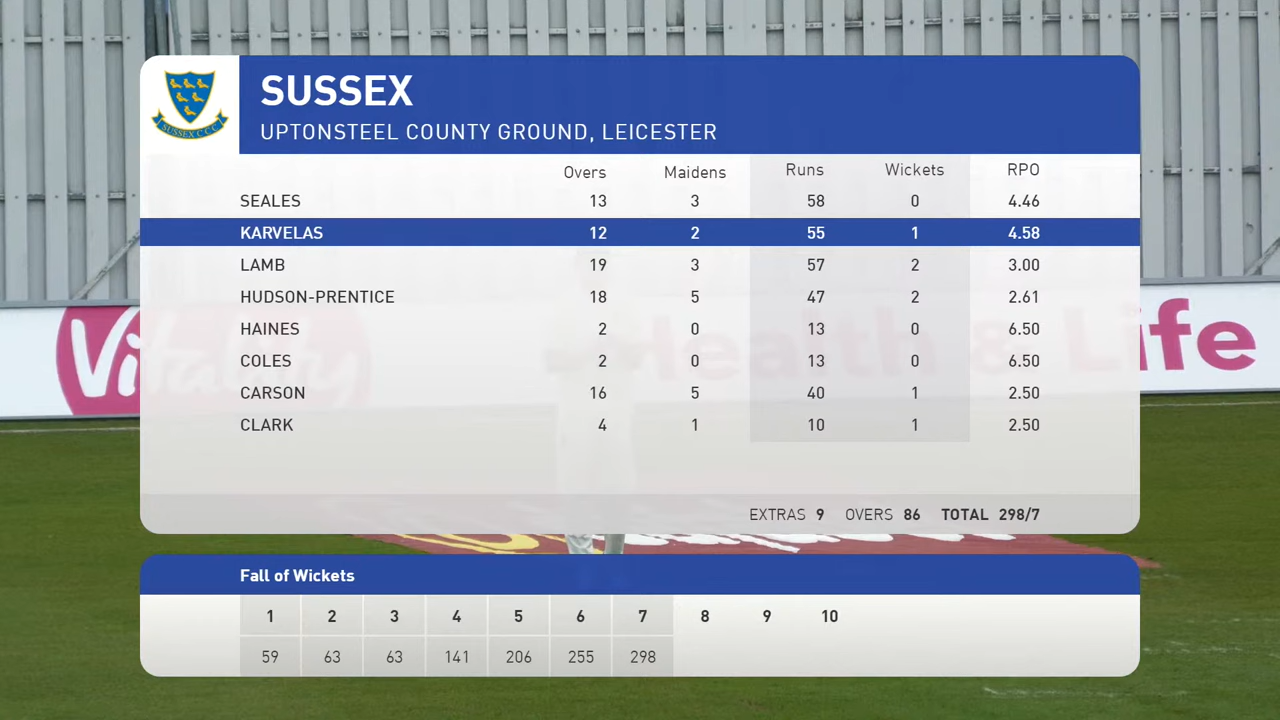 SUSSEX
UPTONSTEEL COUNTY GROUND, LEICESTER
SUSSEX C C C
Overs Maidens Runs Wickets RPO
SEALES 13 3 58 0 4.46
KARVELAS 12 2 55 1 4.58
LAMB 19 3 57 2 3.00
HUDSON-PRENTICE 18 5 47 2 2.61
HAINES 2 0 13 0 6.50
COLES 2 0 13 0 6.50
CARSON 16 5 40 1 2.50
CLARK 4 1 10 1 2.50
Vitality Health & Life
EXTRAS 9 OVERS 86 TOTAL 298/7
Fall of Wickets
1 2 3 4 5 6 7 8 9 10
59 63 63 141 206 255 298